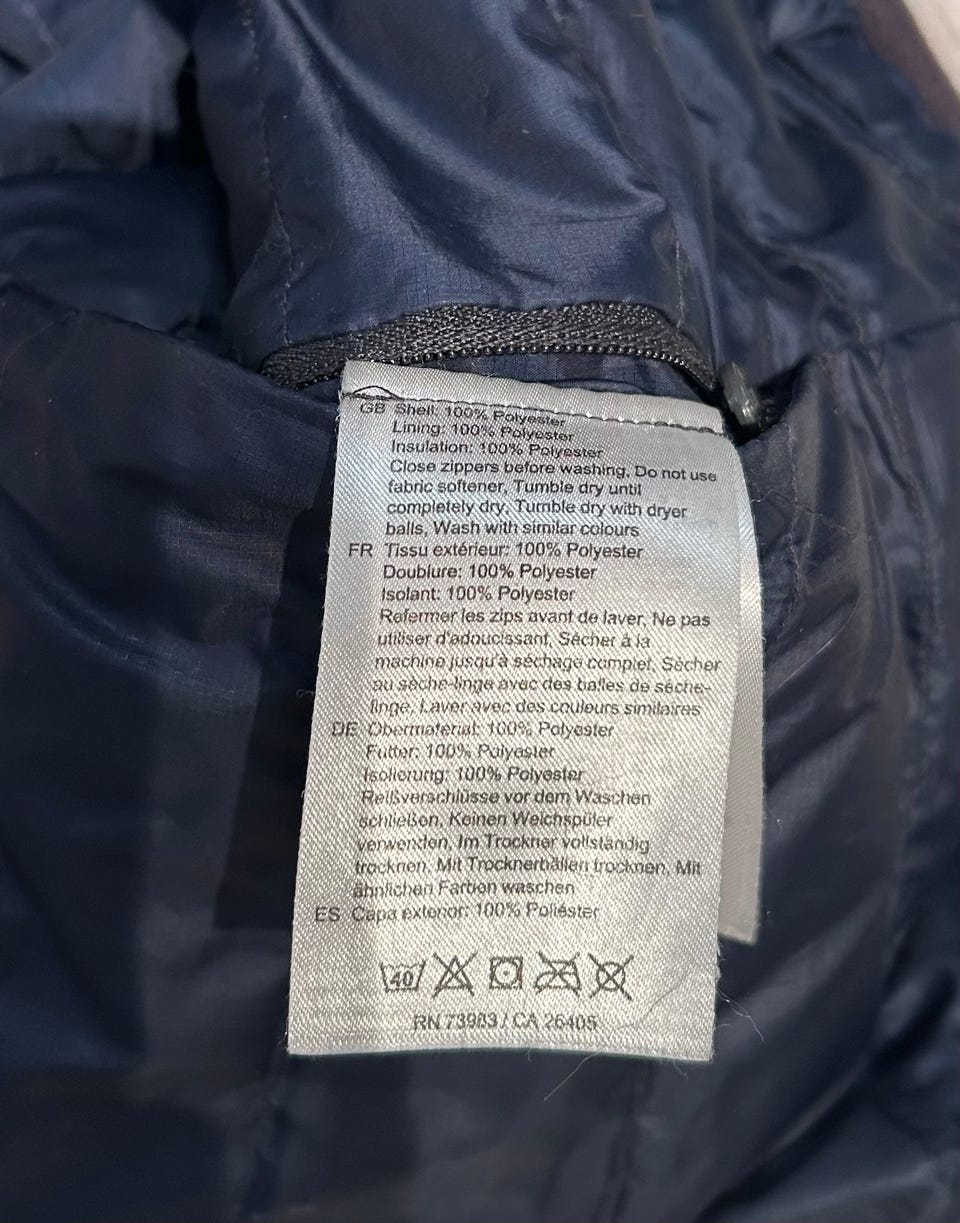 GB Shell: 100% Polyester
Lining: 100% Polyester
Insulation: 100% Polyester
Close zippers before washing, Do not use
fabric softener, Tumble dry until
completely dry, Tumble dry with dryer
balls, Wash with similar colours
FR Tissu extérieur: 100% Polyester
Doublure: 100% Polyester
Isolant: 100% Polyester
Refermer les zips avant de laver, Ne pas
utiliser d'adoucissant, Sécher à la
machine jusqu'à séchage complet, Sécher
au sèche-linge avec des balles de sèche-
linge, Laver avec des couleurs similaires
DE Obermaterial: 100% Polyester
Futter: 100% Polyester
Isolierung: 100% Polyester
Reißverschlüsse vor dem Waschen
schließen, Keinen Weichspüler
verwenden, Im Trockner vollständig
trocknen, Mit Trocknerbällen trocknen, Mit
ähnlichen Farben waschen
ES Capa exterior: 100% Poliéster
40
RN 73983 / CA 26405